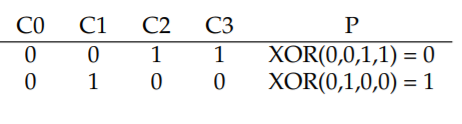 C0 C1 C2 C3 P
0 0 1 1 XOR(0,0,1,1) = 0
0 1 0 0 XOR(0,1,0,0) = 1